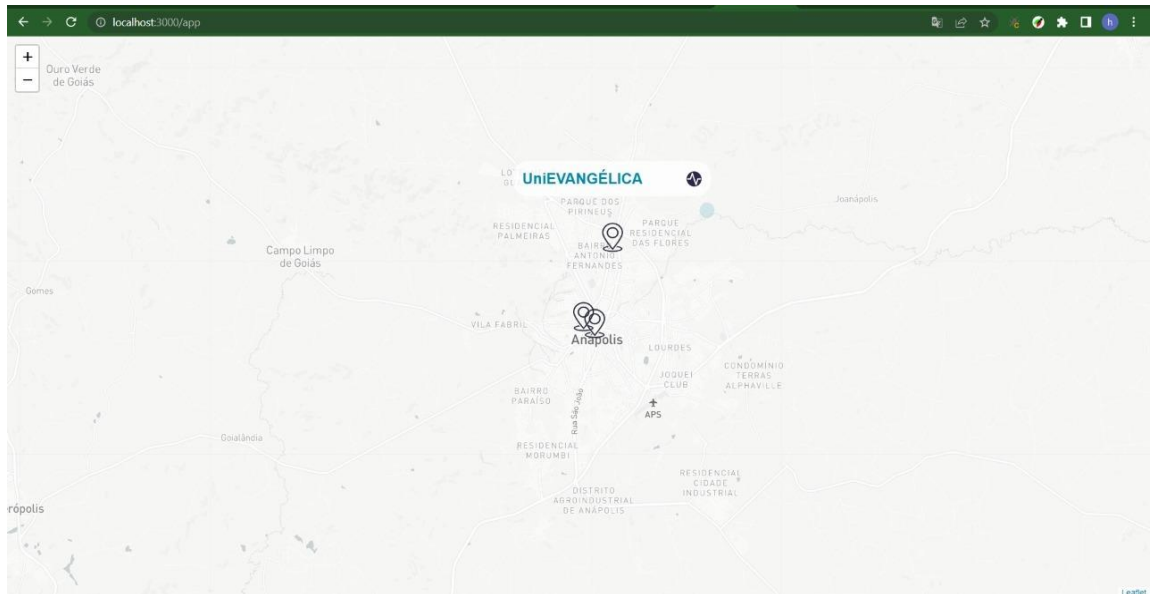 localhost:3000/app
h
+
−
Ouro Verde
de Goiás
UniEVANGÉLICA
PARQUE DOS
PIRINEUS
Joanápolis
RESIDENCIAL
PALMEIRAS
PARQUE
RESIDENCIAL
DAS FLORES
BAIRRO
ANTONIO
FERNANDES
Campo Limpo
de Goiás
Gomes
VILA FABRIL
Anápolis
LOURDES
CONDOMÍNIO
TERRAS
ALPHAVILLE
JOQUEI
CLUB
BAIRRO
PARAÍSO
Rua São João
APS
Goialândia
RESIDENCIAL
MORUMBI
RESIDENCIAL
CIDADE
INDUSTRIAL
DISTRITO
AGROINDUSTRIAL
DE ANÁPOLIS
rópolis
Leaflet